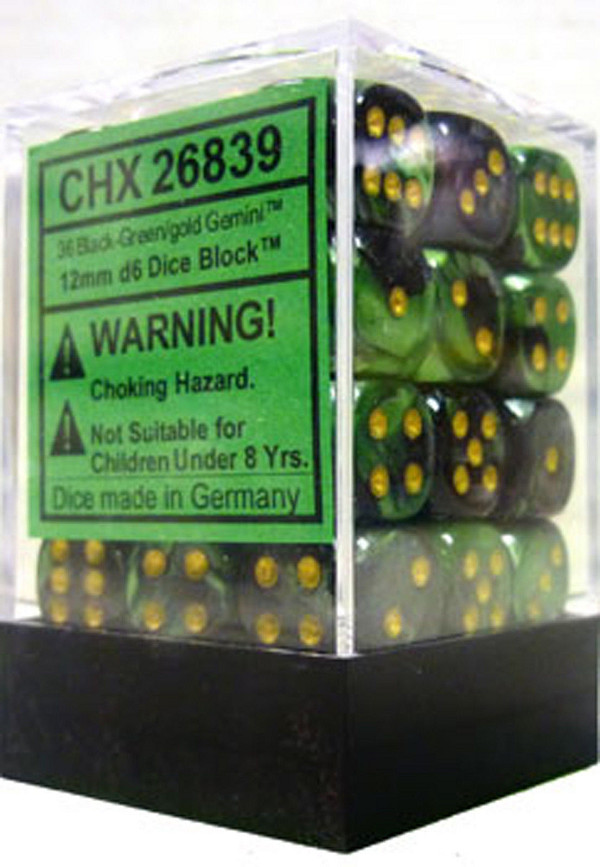 CHX 26839
36 Black-Green/gold Gemini™
12mm d6 Dice Block™
WARNING!
Choking Hazard.
Not Suitable for
Children Under 8 Yrs.
Dice made in Germany